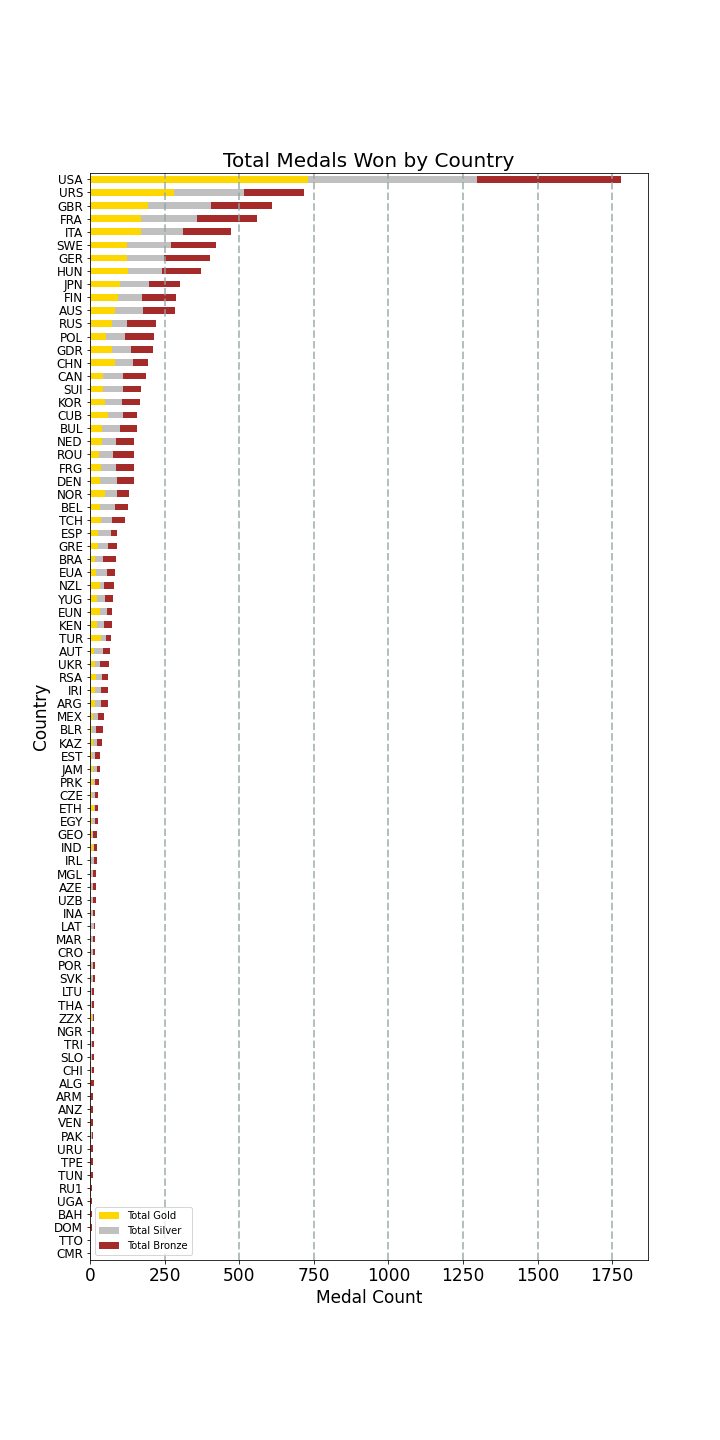 Total Medals Won by Country
USA
URS
GBR
FRA
ITA
SWE
GER
HUN
JPN
FIN
AUS
RUS
POL
GDR
CHN
CAN
SUI
KOR
CUB
BUL
NED
ROU
FRG
DEN
NOR
BEL
TCH
ESP
GRE
BRA
EUA
NZL
YUG
EUN
KEN
TUR
AUT
UKR
RSA
IRI
ARG
MEX
BLR
KAZ
EST
JAM
PRK
CZE
ETH
EGY
GEO
IND
IRL
MGL
AZE
UZB
INA
LAT
MAR
CRO
POR
SVK
LTU
THA
ZZX
NGR
TRI
SLO
CHI
ALG
ARM
ANZ
VEN
PAK
URU
TPE
TUN
RU1
UGA
BAH
DOM
TTO
CMR
Country
Total Gold
Total Silver
Total Bronze
0 250 500 750 1000 1250 1500 1750
Medal Count